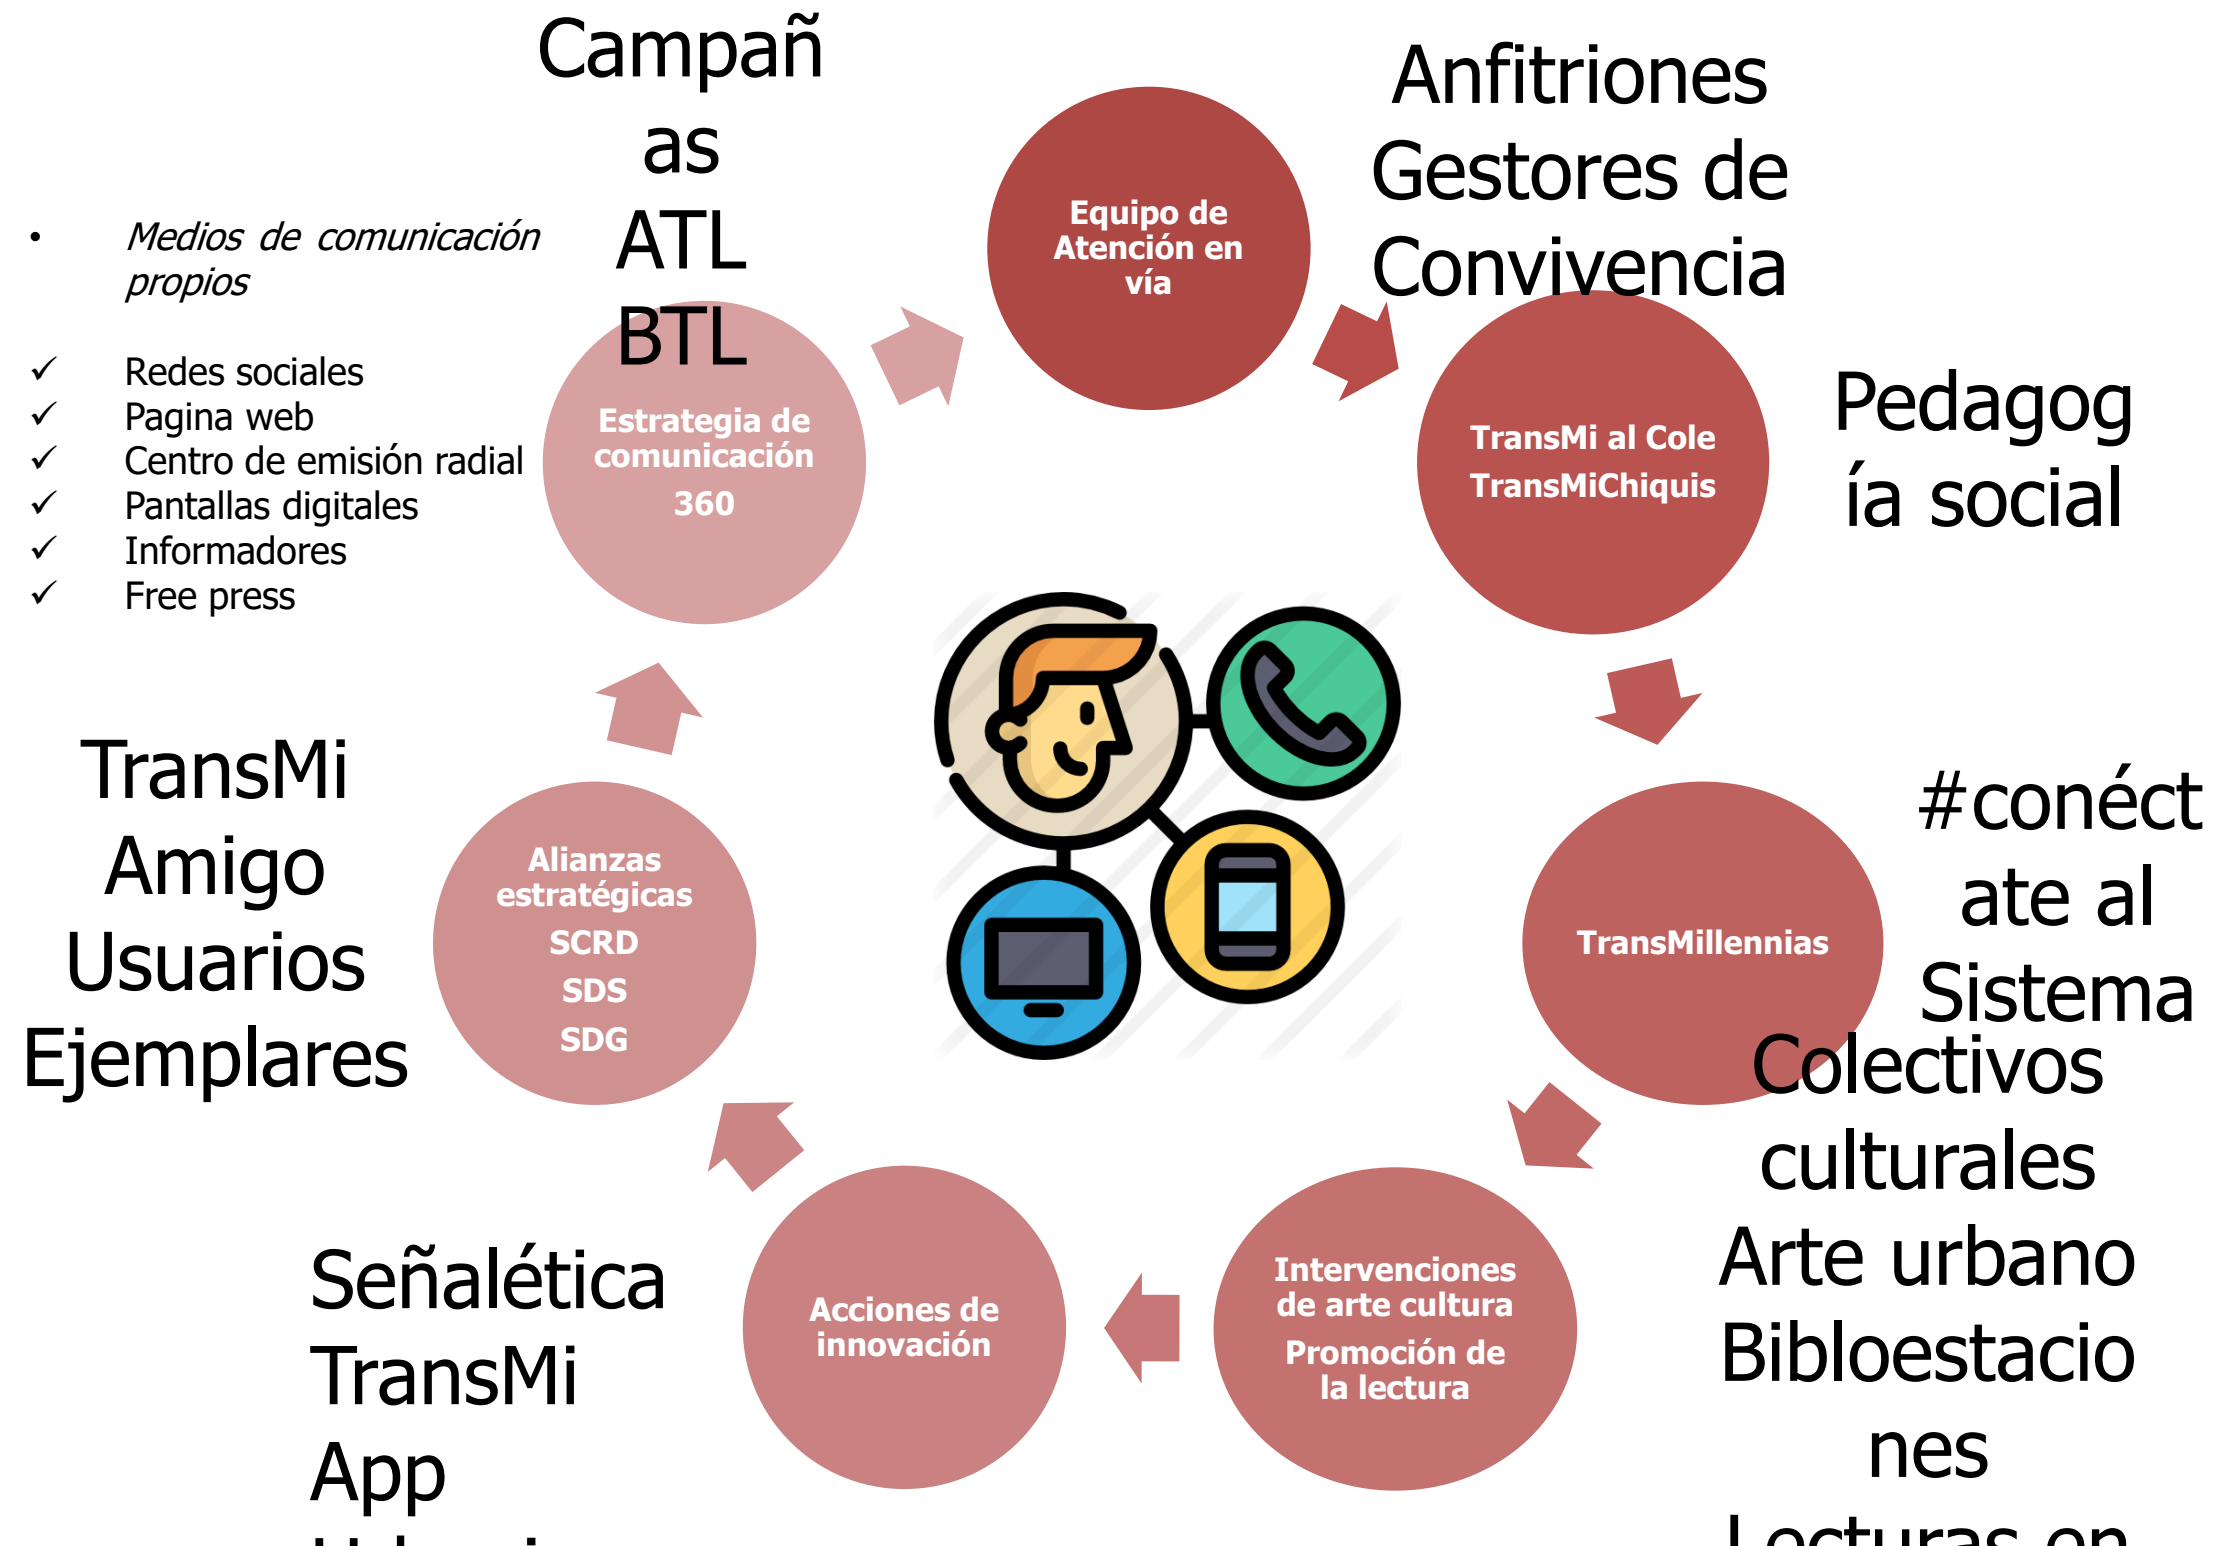 Campañ
as
ATL
BTL
• Medios de comunicación
propios
✓ Redes sociales
✓ Pagina web
✓ Centro de emisión radial
✓ Pantallas digitales
✓ Informadores
✓ Free press
Estrategia de
comunicación
360
Equipo de
Atención en
vía
Anfitriones
Gestores de
Convivencia
TransMi al Cole
TransMiChiquis
Pedagog
ía social
TransMillennias
#conéct
ate al
Sistema
Colectivos
culturales
Arte urbano
Bibloestacio
nes
Lecturas en
Intervenciones
de arte cultura
Promoción de
la lectura
Acciones de
innovación
Señalética
TransMi
App
Alianzas
estratégicas
SCRD
SDS
SDG
TransMi
Amigo
Usuarios
Ejemplares